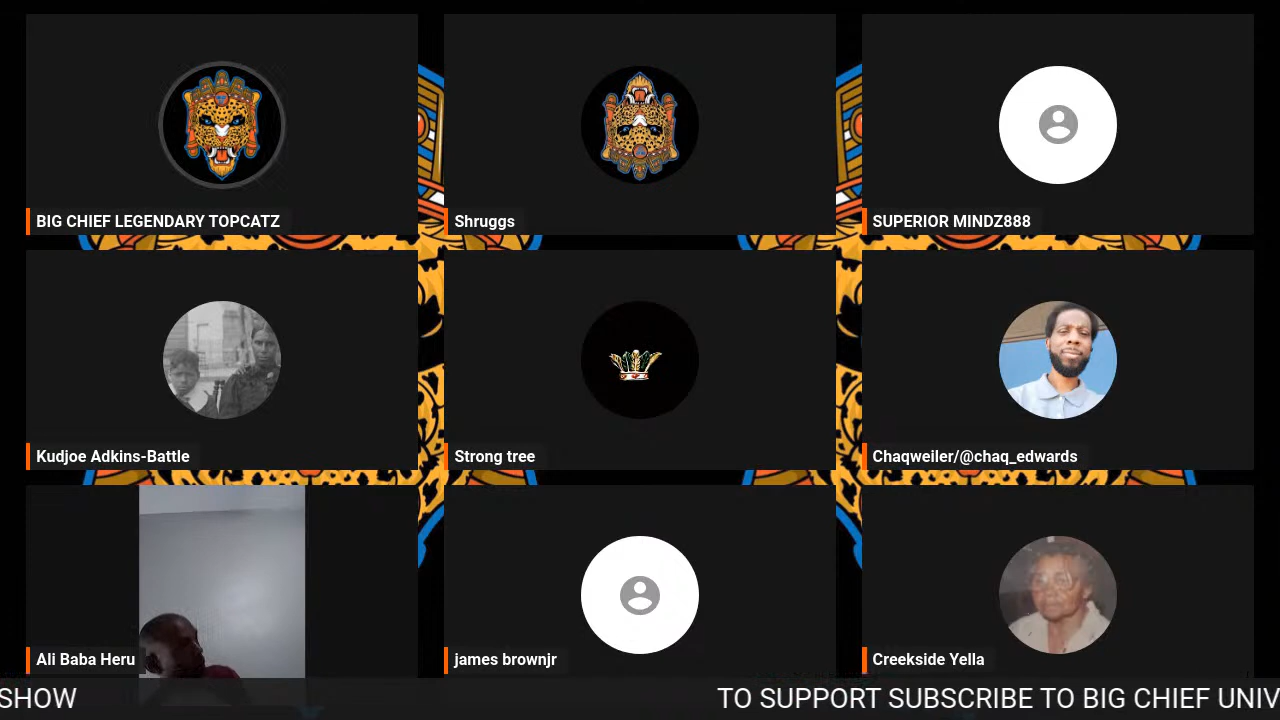 BIG CHIEF LEGENDARY TOPCATZ
Shruggs
SUPERIOR MINDZ888
Kudjoe Adkins-Battle
Strong tree
Chaqweiler/@chaq_edwards
Ali Baba Heru
james brownjr
Creekside Yella
SHOW
TO SUPPORT SUBSCRIBE TO BIG CHIEF UNIV